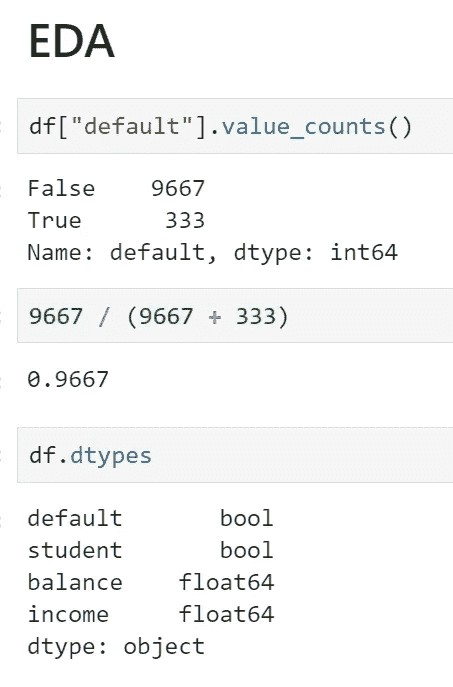 EDA
df["default"].value_counts()
False    9667
True      333
Name: default, dtype: int64
9667 / (9667 + 333)
0.9667
df.dtypes
default       bool
student       bool
balance    float64
income     float64
dtype: object